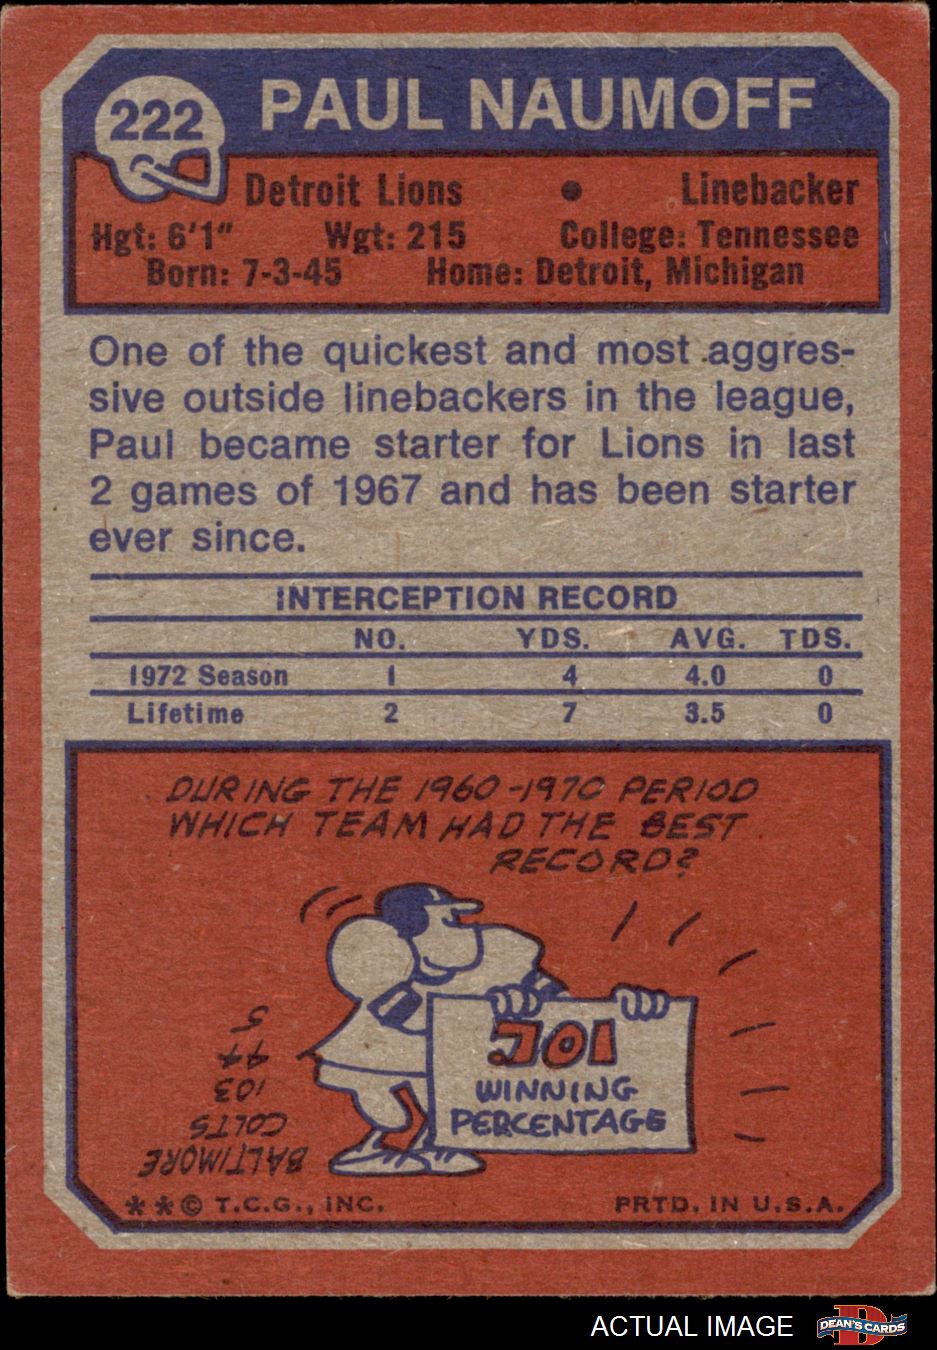 222
PAUL NAUMOFF
Detroit Lions • Linebacker
Hgt: 6'1" Wgt: 215 College: Tennessee
Born: 7-3-45 Home: Detroit, Michigan
One of the quickest and most aggres-
sive outside linebackers in the league,
Paul became starter for Lions in last
2 games of 1967 and has been starter
ever since.
INTERCEPTION RECORD
NO. YDS. AVG. TDS.
1972 Season 1 4 4.0 0
Lifetime 2 7 3.5 0
DURING THE 1960-1970 PERIOD
WHICH TEAM HAD THE BEST
RECORD?
.701
WINNING
PERCENTAGE
BALTIMORE
COLTS
103
44
5
**© T.C.G., INC. PRTD. IN U.S.A.
ACTUAL IMAGE
D
DEAN'S CARDS